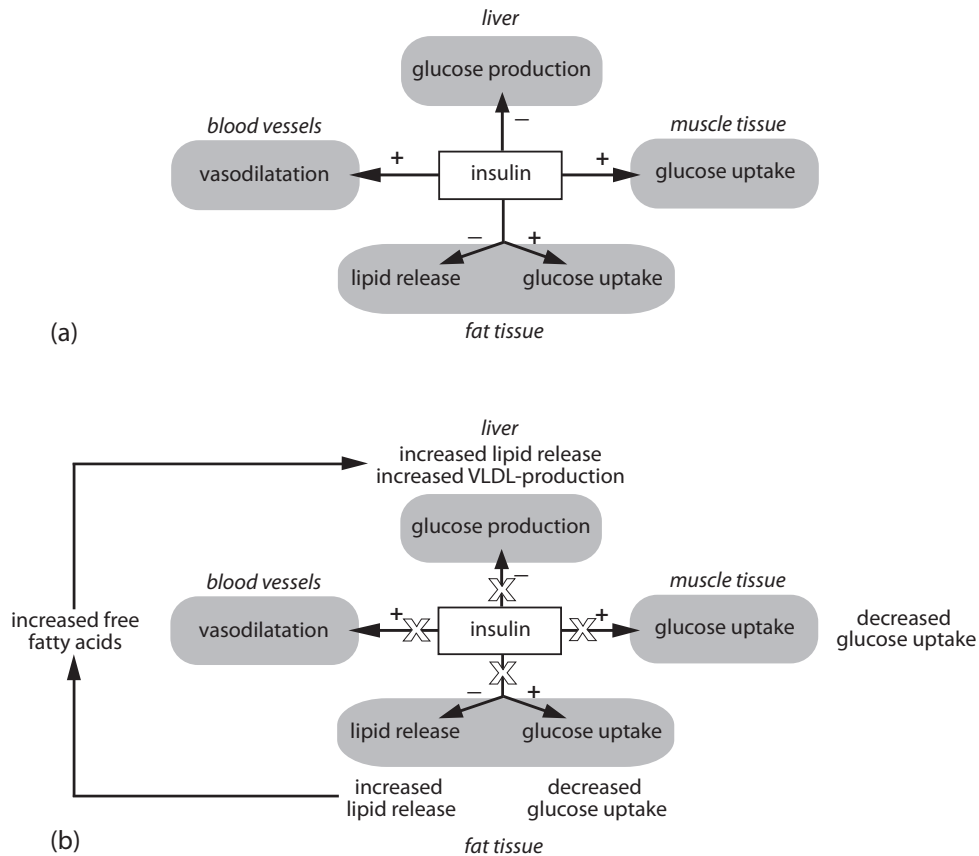 liver
glucose production
−
blood vessels
muscle tissue
+
+
vasodilatation
insulin
glucose uptake
−
+
lipid release
glucose uptake
fat tissue
(a)
liver
increased lipid release
increased VLDL-production
glucose production
−
blood vessels
muscle tissue
+
+
increased free
fatty acids
vasodilatation
insulin
glucose uptake
decreased
glucose uptake
X
X
X
X
−
+
lipid release
glucose uptake
increased
lipid release
decreased
glucose uptake
fat tissue
(b)